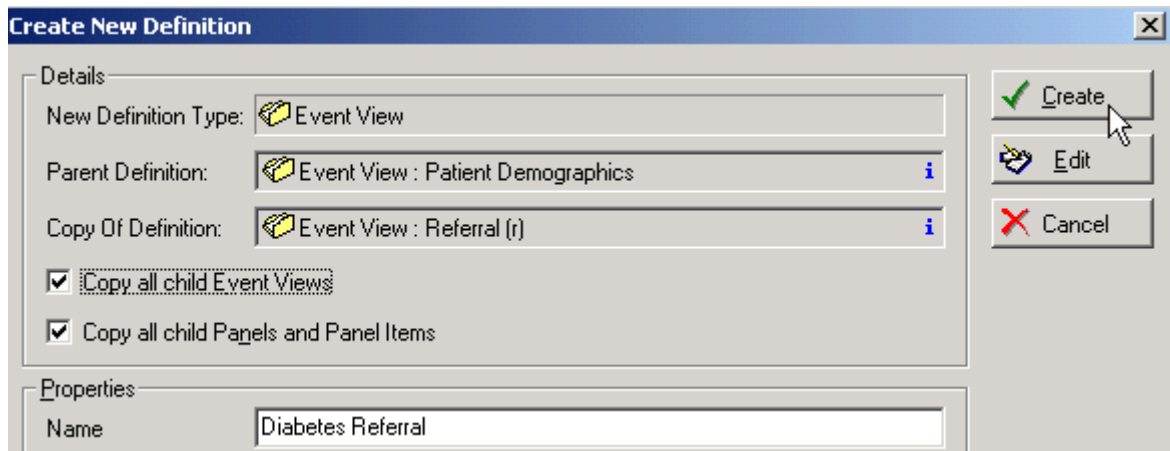 Create New Definition
Details
New Definition Type: Event View
Parent Definition: Event View : Patient Demographics i
Copy Of Definition: Event View : Referral (r) i
Copy all child Event Views
Copy all child Panels and Panel Items
Create
Edit
Cancel
Properties
Name Diabetes Referral